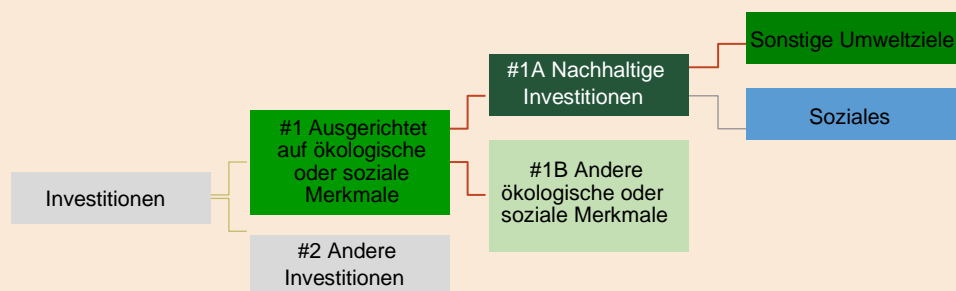 Investitionen
#1 Ausgerichtet
auf ökologische
oder soziale
Merkmale
#2 Andere
Investitionen
#1A Nachhaltige
Investitionen
#1B Andere
ökologische oder
soziale Merkmale
Sonstige Umweltziele
Soziales